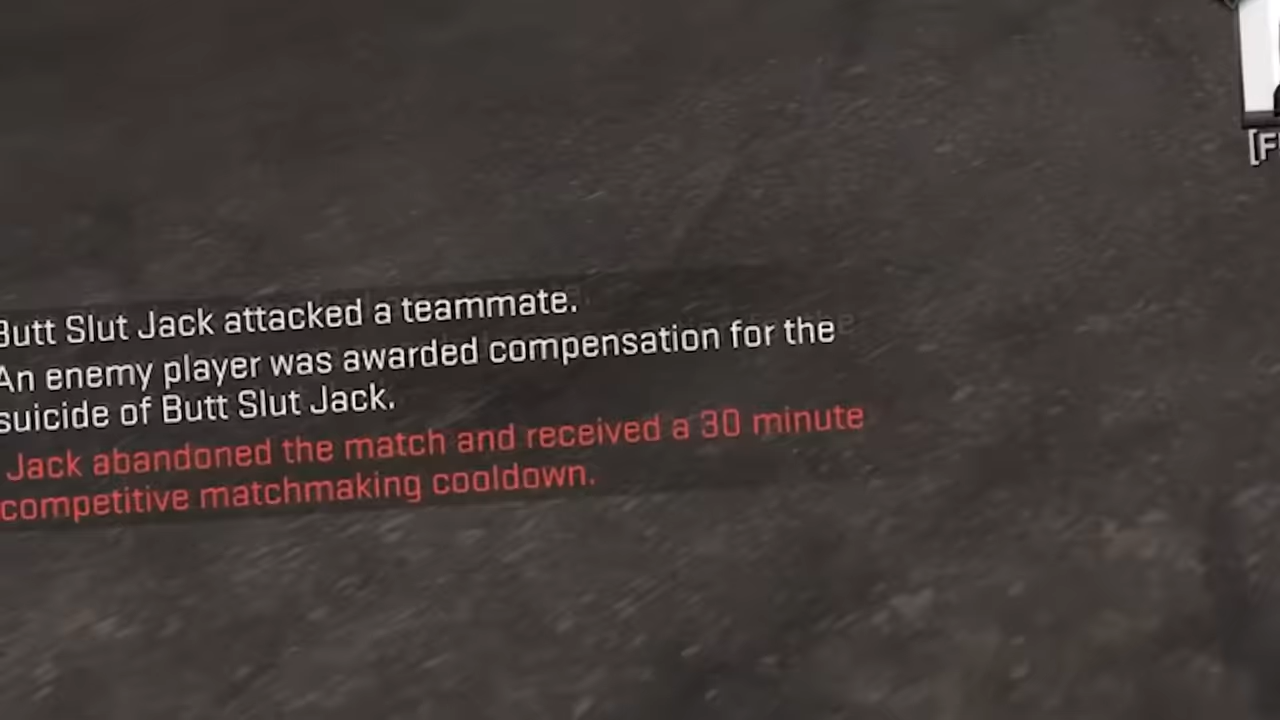 Butt Slut Jack attacked a teammate.
An enemy player was awarded compensation for the
suicide of Butt Slut Jack.
Jack abandoned the match and received a 30 minute
competitive matchmaking cooldown.
[F